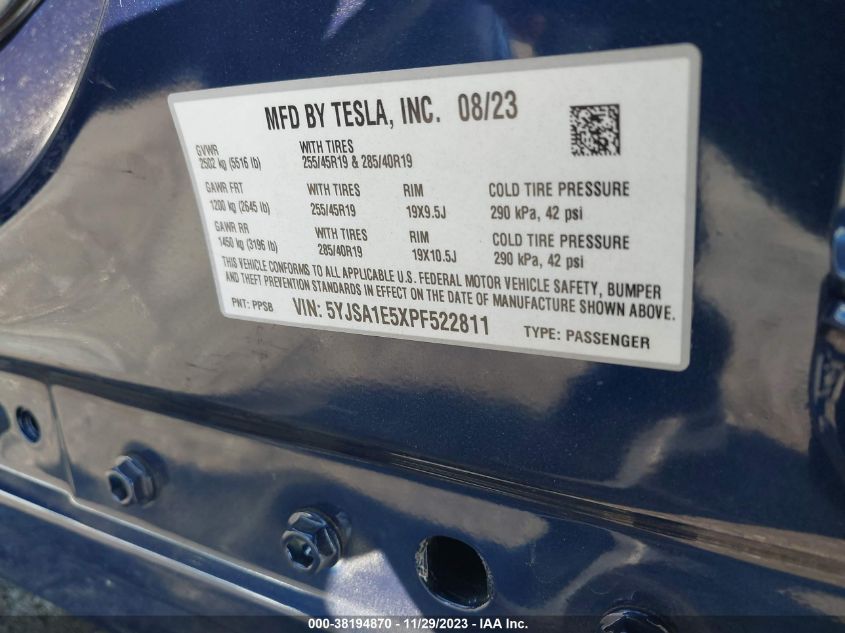 MFD BY TESLA, INC. 08/23
GVWR
2502 kg (5516 lb)
WITH TIRES
255/45R19 & 285/40R19
GAWR FRT
1200 kg (2645 lb)
WITH TIRES
255/45R19
RIM
19X9.5J
COLD TIRE PRESSURE
290 kPa, 42 psi
GAWR RR
1450 kg (3196 lb)
WITH TIRES
285/40R19
RIM
19X10.5J
COLD TIRE PRESSURE
290 kPa, 42 psi
THIS VEHICLE CONFORMS TO ALL APPLICABLE U.S. FEDERAL MOTOR VEHICLE SAFETY, BUMPER
AND THEFT PREVENTION STANDARDS IN EFFECT ON THE DATE OF MANUFACTURE SHOWN ABOVE.
PNT: PPSB
VIN: 5YJSA1E5XPF522811
TYPE: PASSENGER
000-38194870 - 11/29/2023 - IAA Inc.